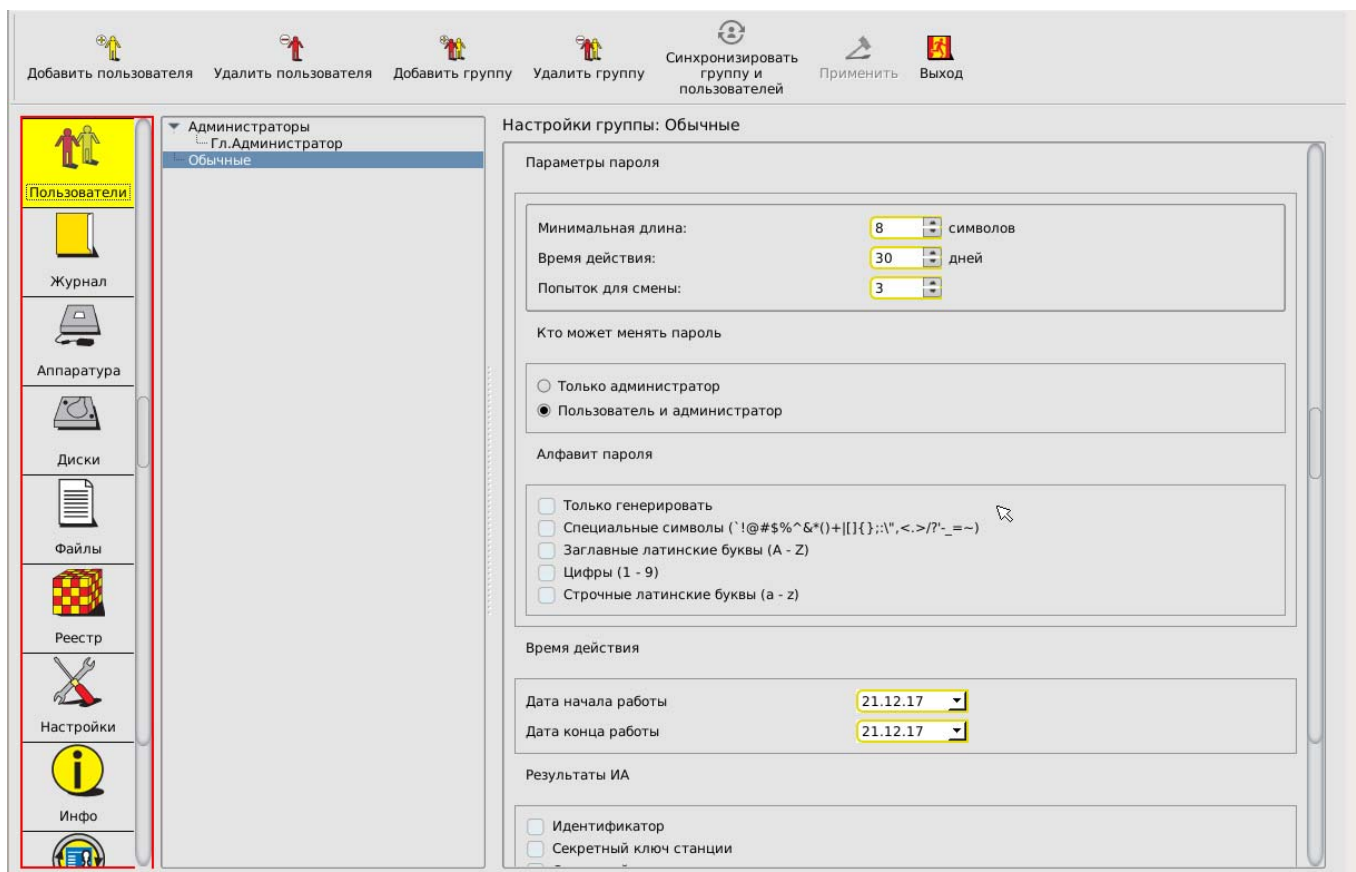 Добавить пользователя
Удалить пользователя
Добавить группу
Удалить группу
Синхронизировать
группу и
пользователей
Применить
Выход
Пользователи
Журнал
Аппаратура
Диски
Файлы
Реестр
Настройки
Инфо
Администраторы
Гл.Администратор
Обычные
Настройки группы: Обычные
Параметры пароля
Минимальная длина: 8 символов
Время действия: 30 дней
Попыток для смены: 3
Кто может менять пароль
Только администратор
Пользователь и администратор
Алфавит пароля
Только генерировать
Специальные символы (`!@#$%^&*()+|[]{};:\",<.>/?'-_=~)
Заглавные латинские буквы (A - Z)
Цифры (1 - 9)
Строчные латинские буквы (a - z)
Время действия
Дата начала работы 21.12.17
Дата конца работы 21.12.17
Результаты ИА
Идентификатор
Секретный ключ станции